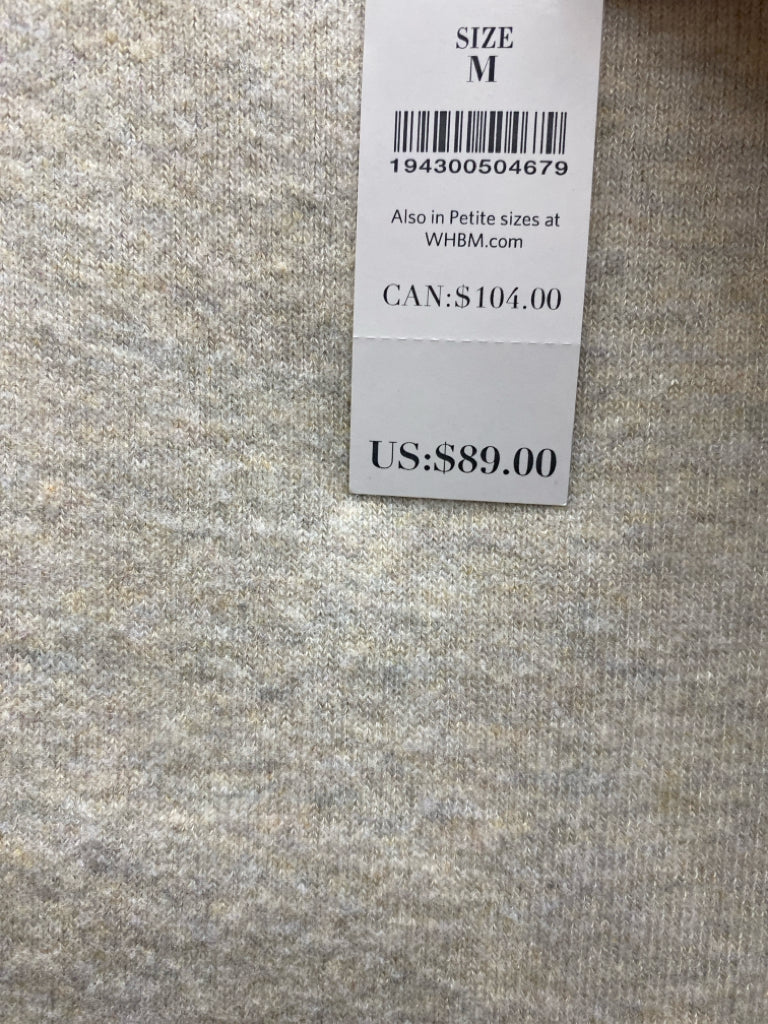 SIZE
M
194300504679
Also in Petite sizes at
WHBM.com
CAN:$104.00
US:$89.00